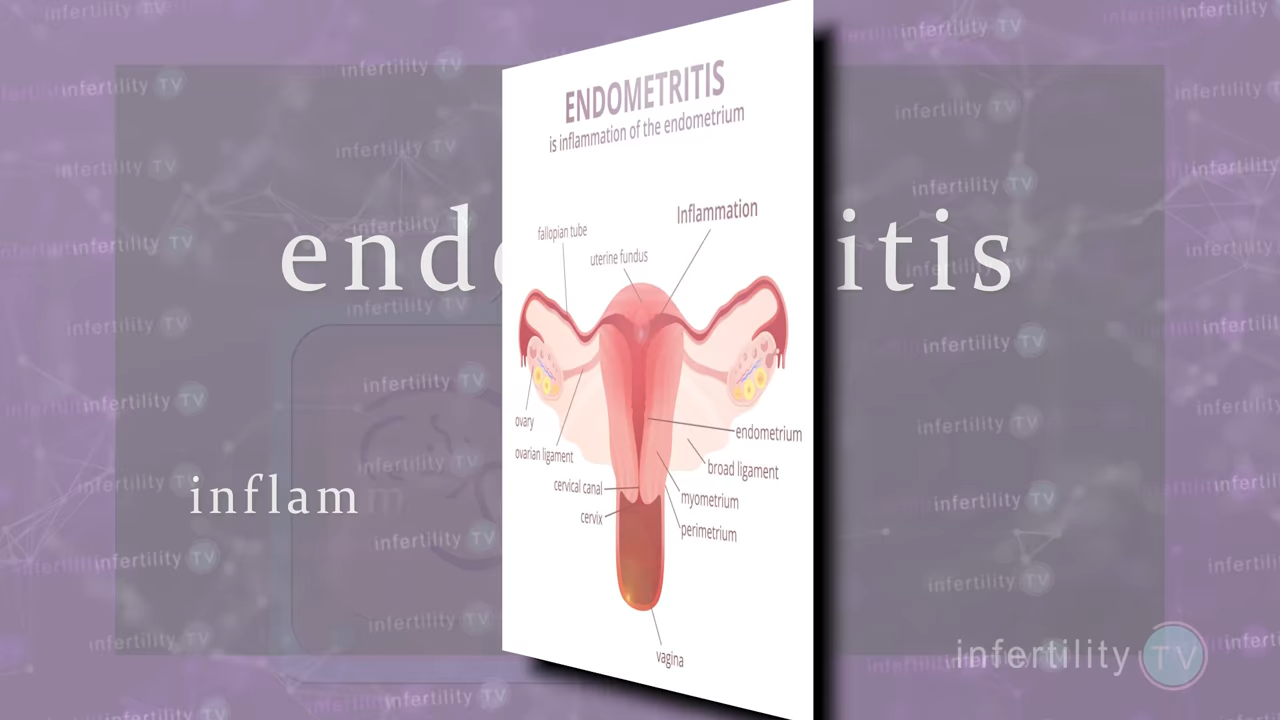 ENDOMETRITIS
is inflammation of the endometrium
Inflammation
fallopian tube
uterine fundus
end
itis
ovary
ovarian ligament
cervical canal
cervix
endometrium
broad ligament
myometrium
perimetrium
vagina
inflam
infertility TV